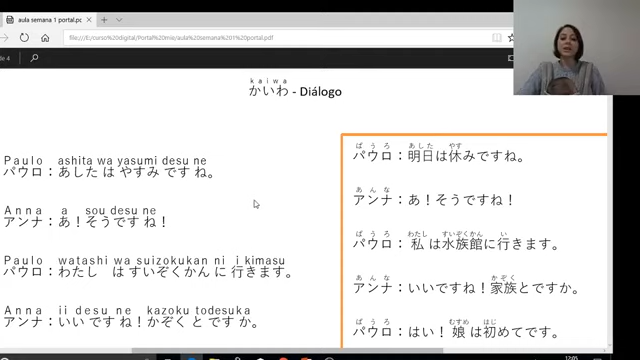 aula semana 1 portal.pdf
file:///E:/curso%20digital/Portal%20mie/aula%20semana%201%20portal.pdf
de 4
kaiwa
かいわ - Diálogo
Paulo ashita wa yasumi desu ne
パウロ：あした は やすみ です ね。
Anna a sou desu ne
アンナ：あ！そうです ね！
Paulo watashi wa suizokukan ni ikimasu
パウロ：わたし は すいぞくかん に 行きます。
Anna ii desu ne kazoku to desu ka
アンナ：いい です ね！かぞく と です か。
ぱうろ あした やす
パウロ：明日は休みですね。
あんな
アンナ：あ！そうですね！
ぱうろ わたし すいぞくかん い
パウロ：私は水族館に行きます。
あんな かぞく
アンナ：いいですね！家族とですか。
ぱうろ むすめ はじ
パウロ：はい！娘は初めてです。
12:05